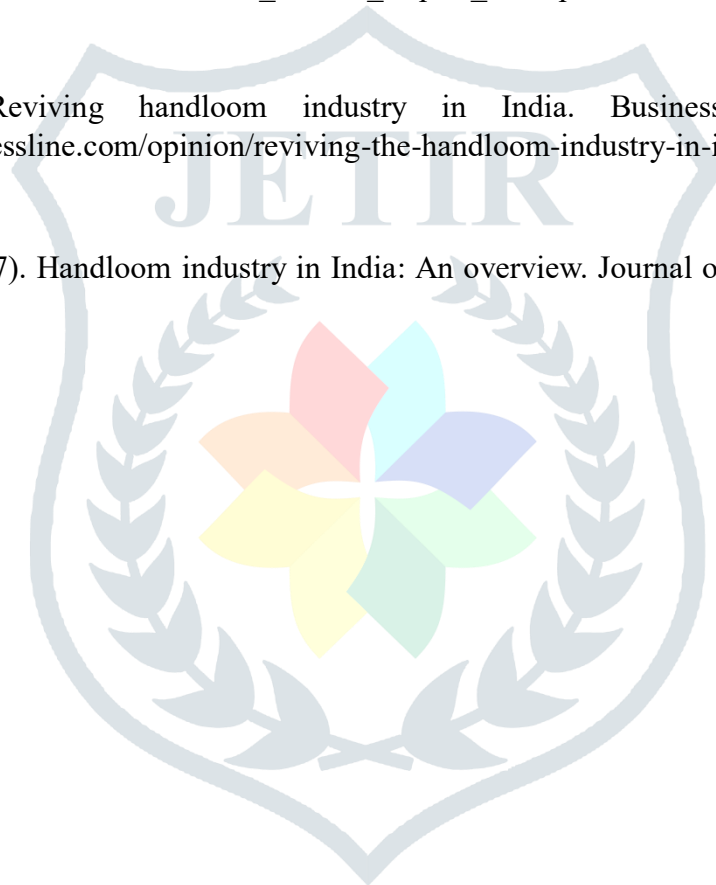 Reviving handloom industry in India. Business
essline.com/opinion/reviving-the-handloom-industry-in-i
JETIR
7). Handloom industry in India: An overview. Journal o